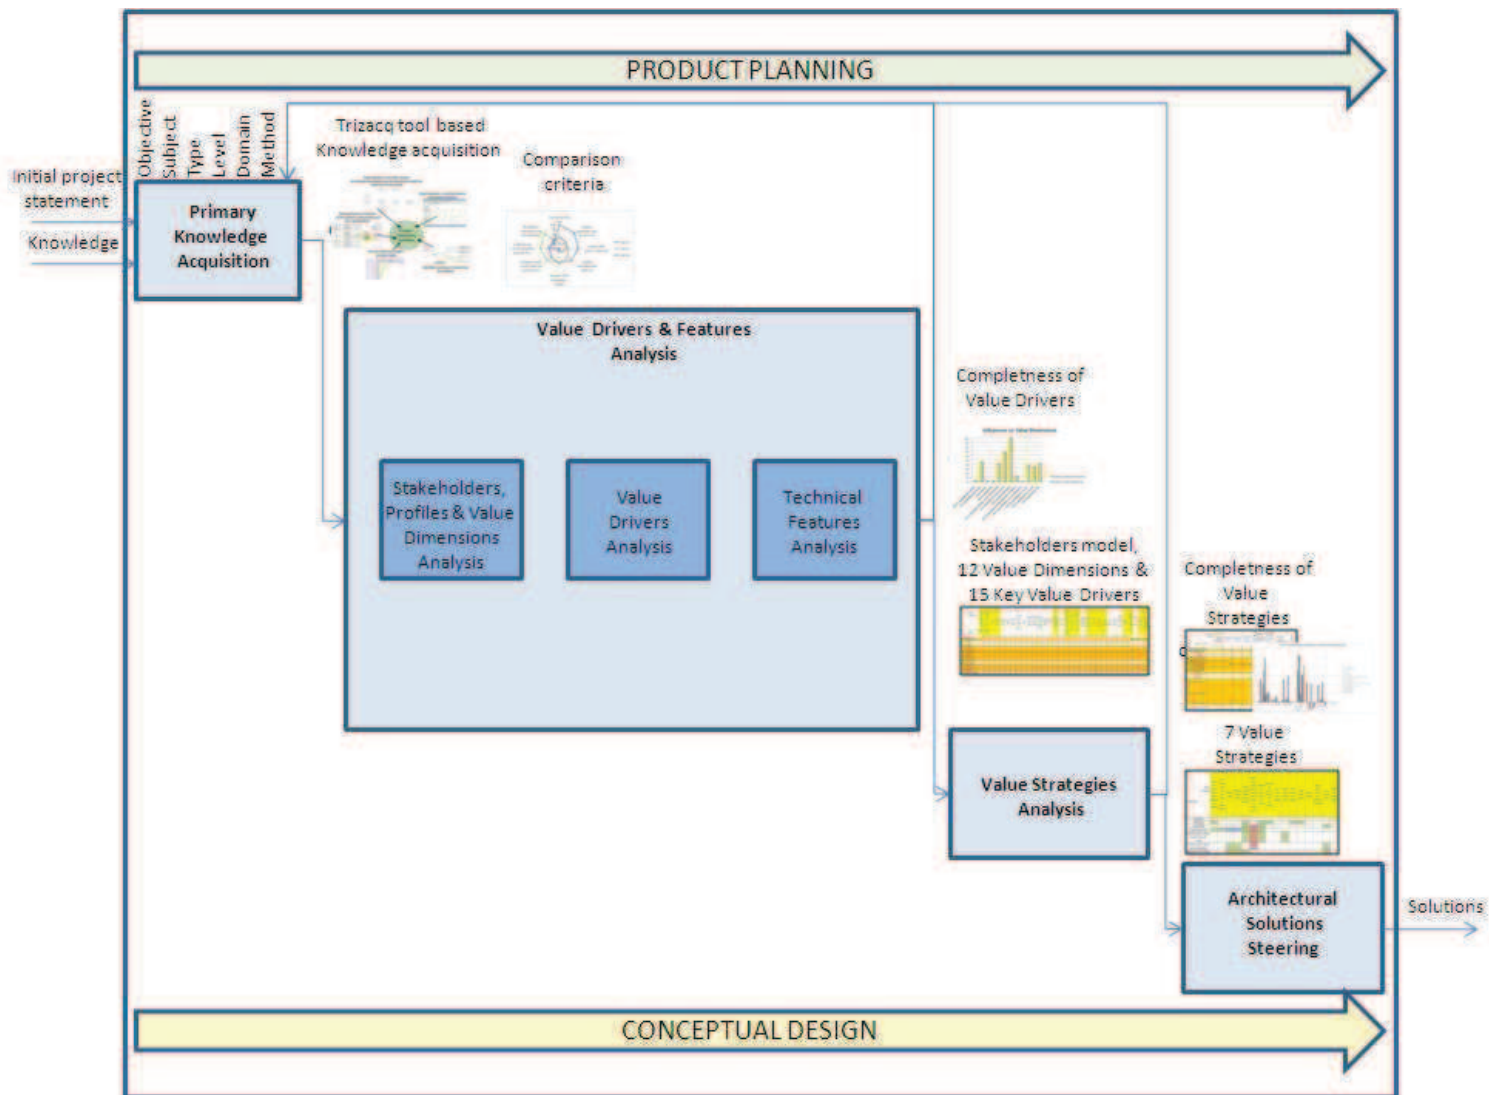 PRODUCT PLANNING
Objective
Subject
Type
Level
Domain
Method
Trizacq tool based
Knowledge acquisition
Comparison
criteria
Initial project
statement
Knowledge
Primary
Knowledge
Acquisition
Value Drivers & Features
Analysis
Stakeholders,
Profiles & Value
Dimensions
Analysis
Value
Drivers
Analysis
Technical
Features
Analysis
Completness of
Value Drivers
Stakeholders model,
12 Value Dimensions &
15 Key Value Drivers
Completness of
Value
Strategies
7 Value
Strategies
Value Strategies
Analysis
Architectural
Solutions
Steering
Solutions
CONCEPTUAL DESIGN